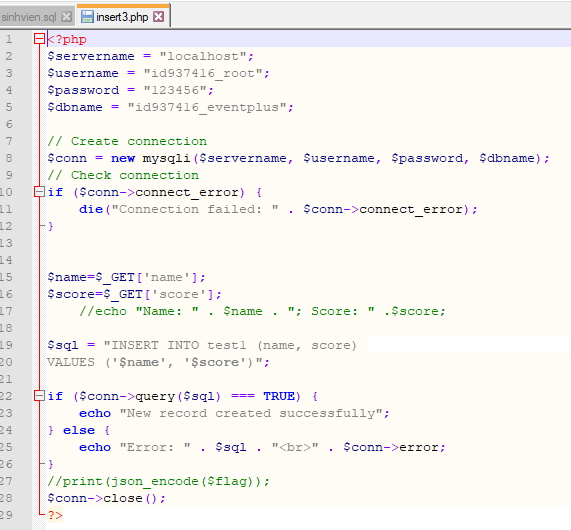 sinhvien.sql insert3.php
1 <?php
2 $servername = "localhost";
3 $username = "id937416_root";
4 $password = "123456";
5 $dbname = "id937416_eventplus";
6
7 // Create connection
8 $conn = new mysqli($servername, $username, $password, $dbname);
9 // Check connection
10 if ($conn->connect_error) {
11     die("Connection failed: " . $conn->connect_error);
12 }
13
14
15 $name=$_GET['name'];
16 $score=$_GET['score'];
17     //echo "Name: " . $name . "; Score: " .$score;
18
19 $sql = "INSERT INTO test1 (name, score)
20 VALUES ('$name', '$score')";
21
22 if ($conn->query($sql) === TRUE) {
23     echo "New record created successfully";
24 } else {
25     echo "Error: " . $sql . "<br>" . $conn->error;
26 }
27 //print(json_encode($flag));
28 $conn->close();
29 ?>